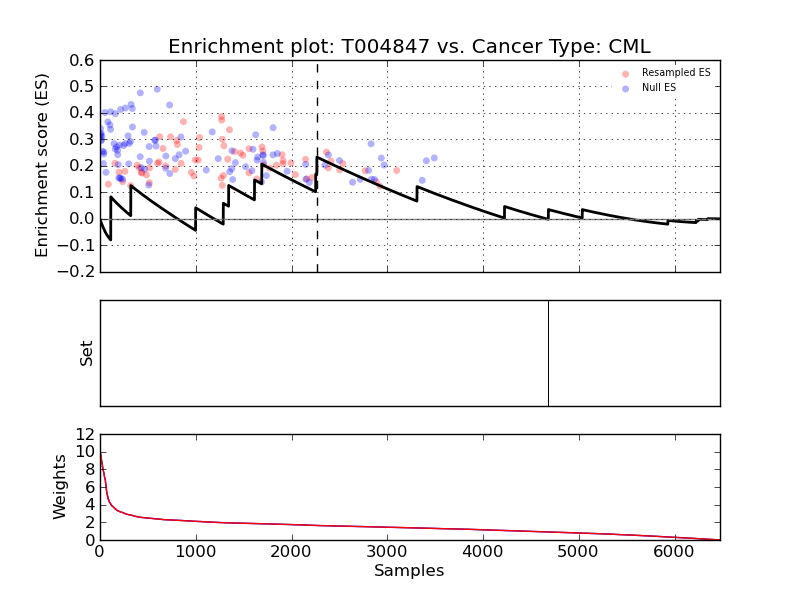 Enrichment plot: T004847 vs. Cancer Type: CML
Enrichment score (ES)
0.6
0.5
0.4
0.3
0.2
0.1
0.0
−0.1
−0.2
Resampled ES
Null ES
Set
Weights
12
10
8
6
4
2
0
0 1000 2000 3000 4000 5000 6000
Samples